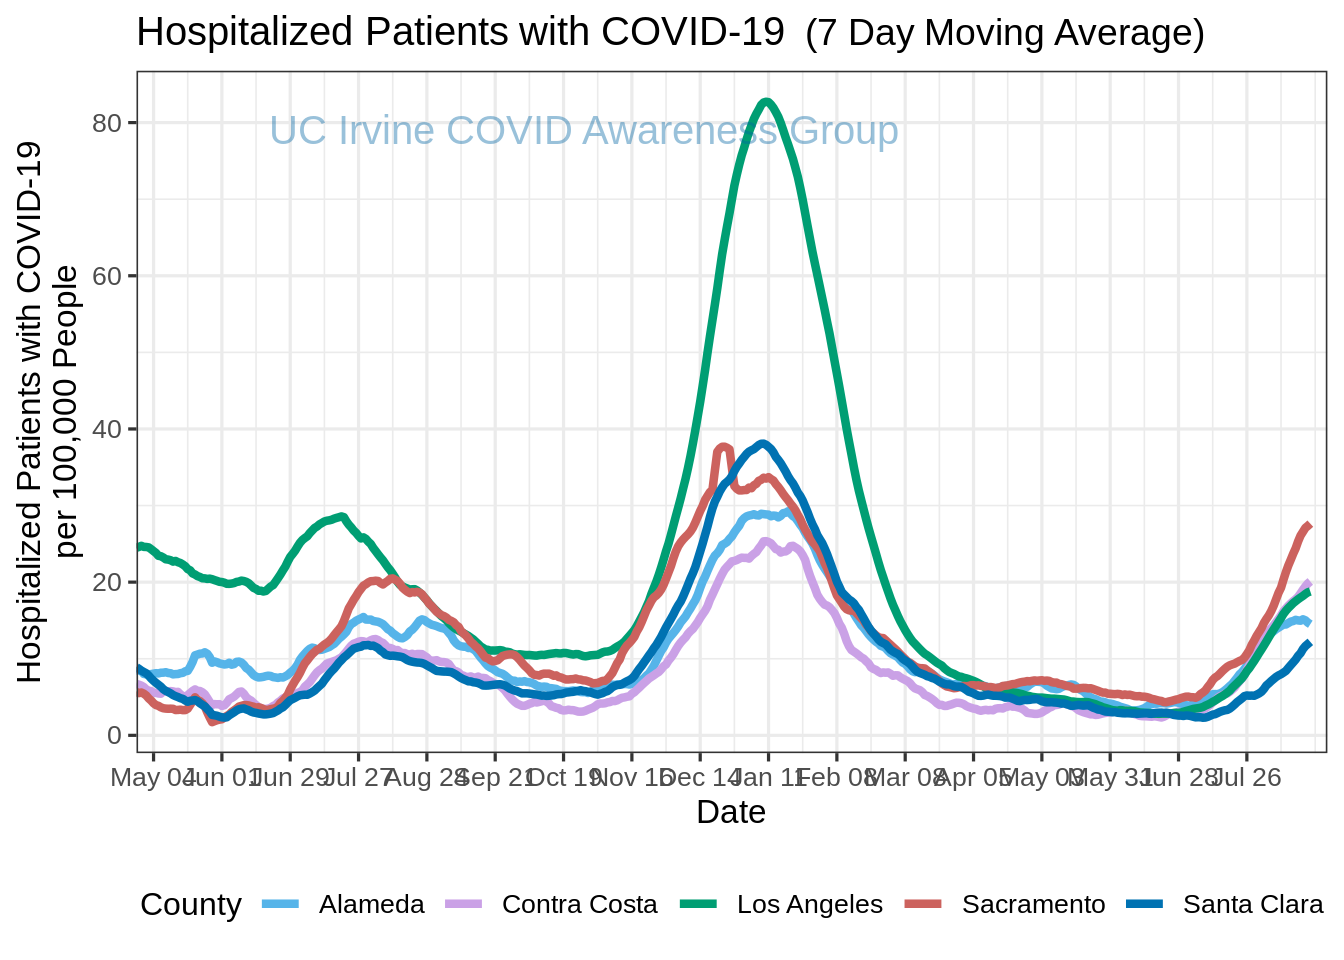 Hospitalized Patients with COVID-19 (7 Day Moving Average)
UC Irvine COVID Awareness Group
Hospitalized Patients with COVID-19
per 100,000 People
80
60
40
20
0
May 04 Jun 01 Jun 29 Jul 27 Aug 24 Sep 21 Oct 19 Nov 16 Dec 14 Jan 11 Feb 08 Mar 08 Apr 05 May 03 May 31 Jun 28 Jul 26
Date
County Alameda Contra Costa Los Angeles Sacramento Santa Clara